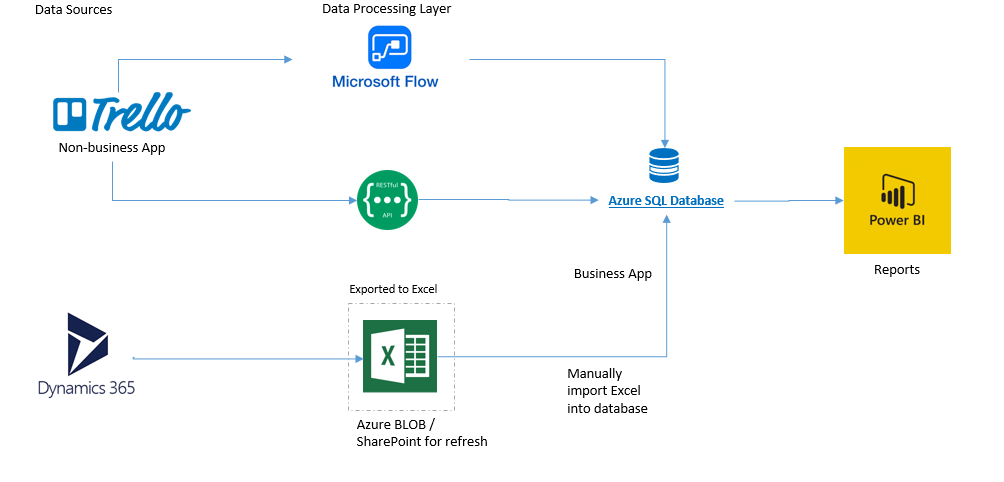 Data Sources
Data Processing Layer
Microsoft Flow
Trello
Non-business App
RESTful
API
Azure SQL Database
Power BI
Reports
Business App
Exported to Excel
X
Dynamics 365
Manually
import Excel
into database
Azure BLOB /
SharePoint for refresh